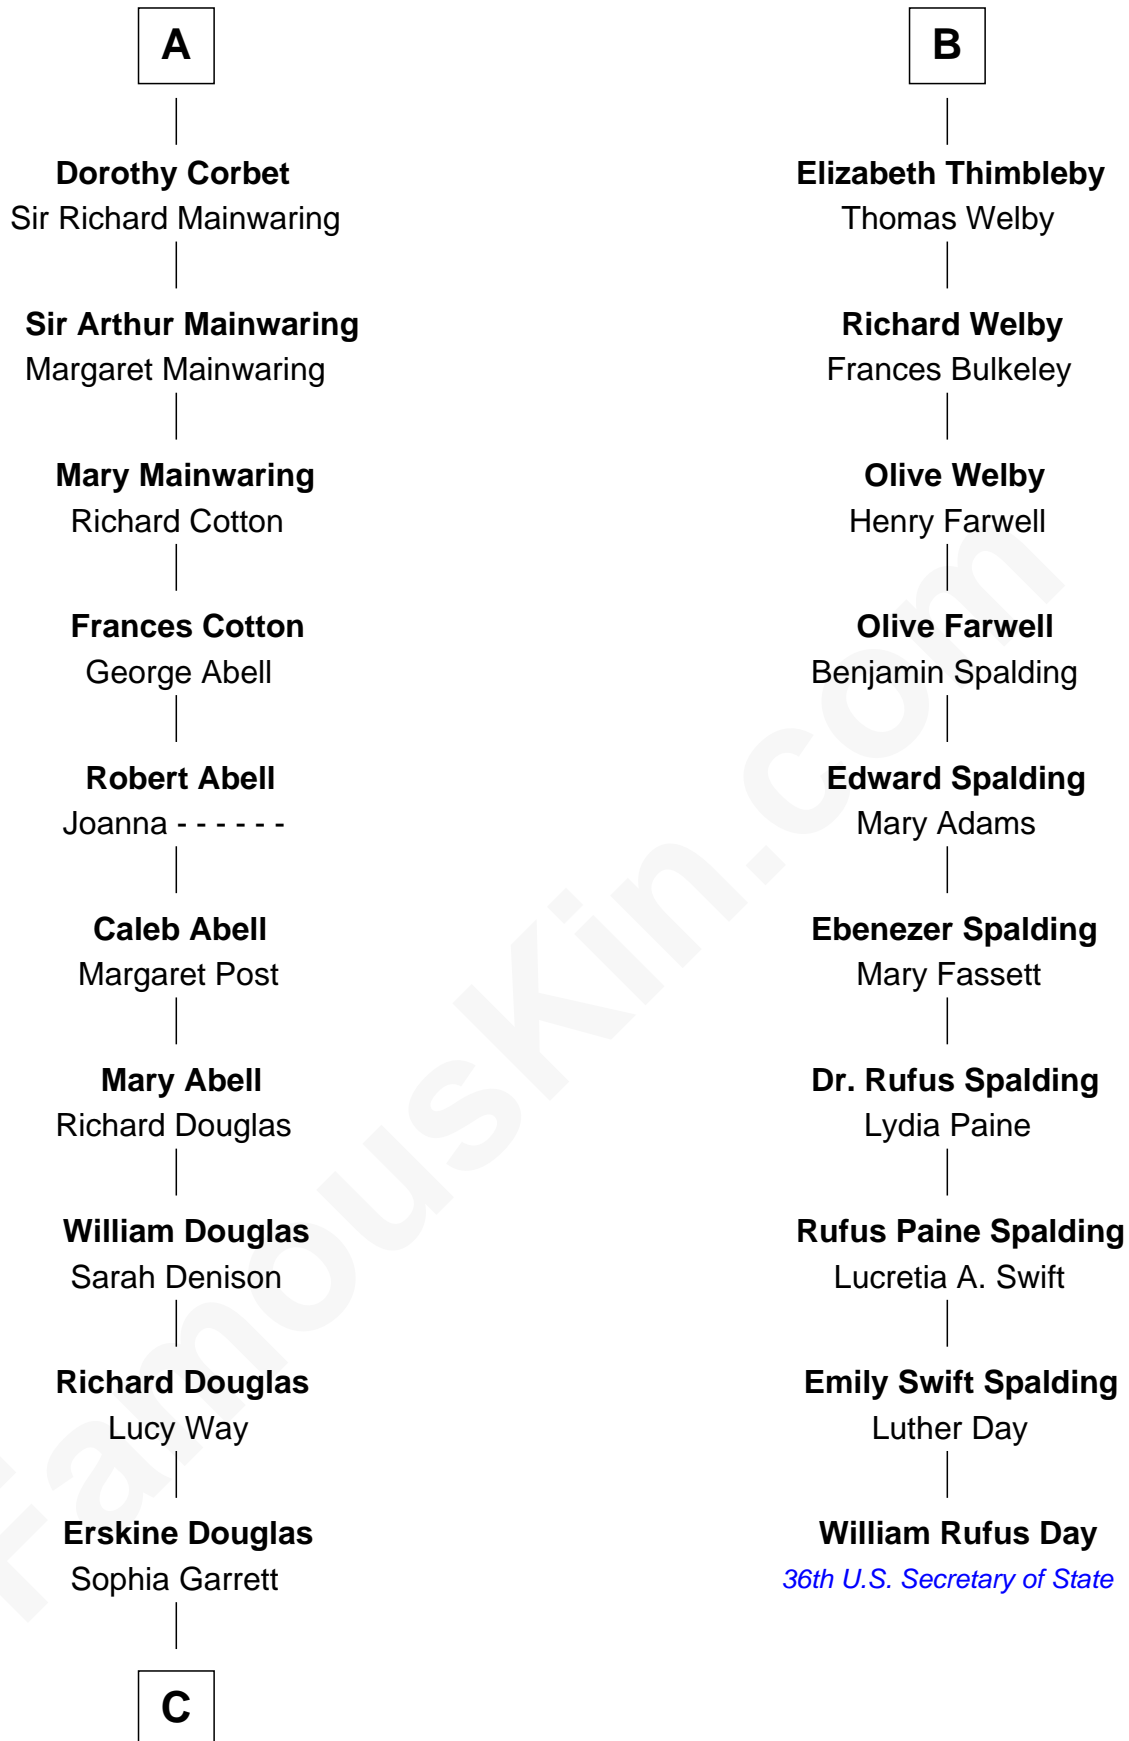 A
Dorothy Corbet
Sir Richard Mainwaring
Sir Arthur Mainwaring
Margaret Mainwaring
Mary Mainwaring
Richard Cotton
Frances Cotton
George Abell
Robert Abell
Joanna - - - - - -
Caleb Abell
Margaret Post
Mary Abell
Richard Douglas
William Douglas
Sarah Denison
Richard Douglas
Lucy Way
Erskine Douglas
Sophia Garrett
C
B
Elizabeth Thimbleby
Thomas Welby
Richard Welby
Frances Bulkeley
Olive Welby
Henry Farwell
Olive Farwell
Benjamin Spalding
Edward Spalding
Mary Adams
Ebenezer Spalding
Mary Fassett
Dr. Rufus Spalding
Lydia Paine
Rufus Paine Spalding
Lucretia A. Swift
Emily Swift Spalding
Luther Day
William Rufus Day
36th U.S. Secretary of State
FamousKin.com